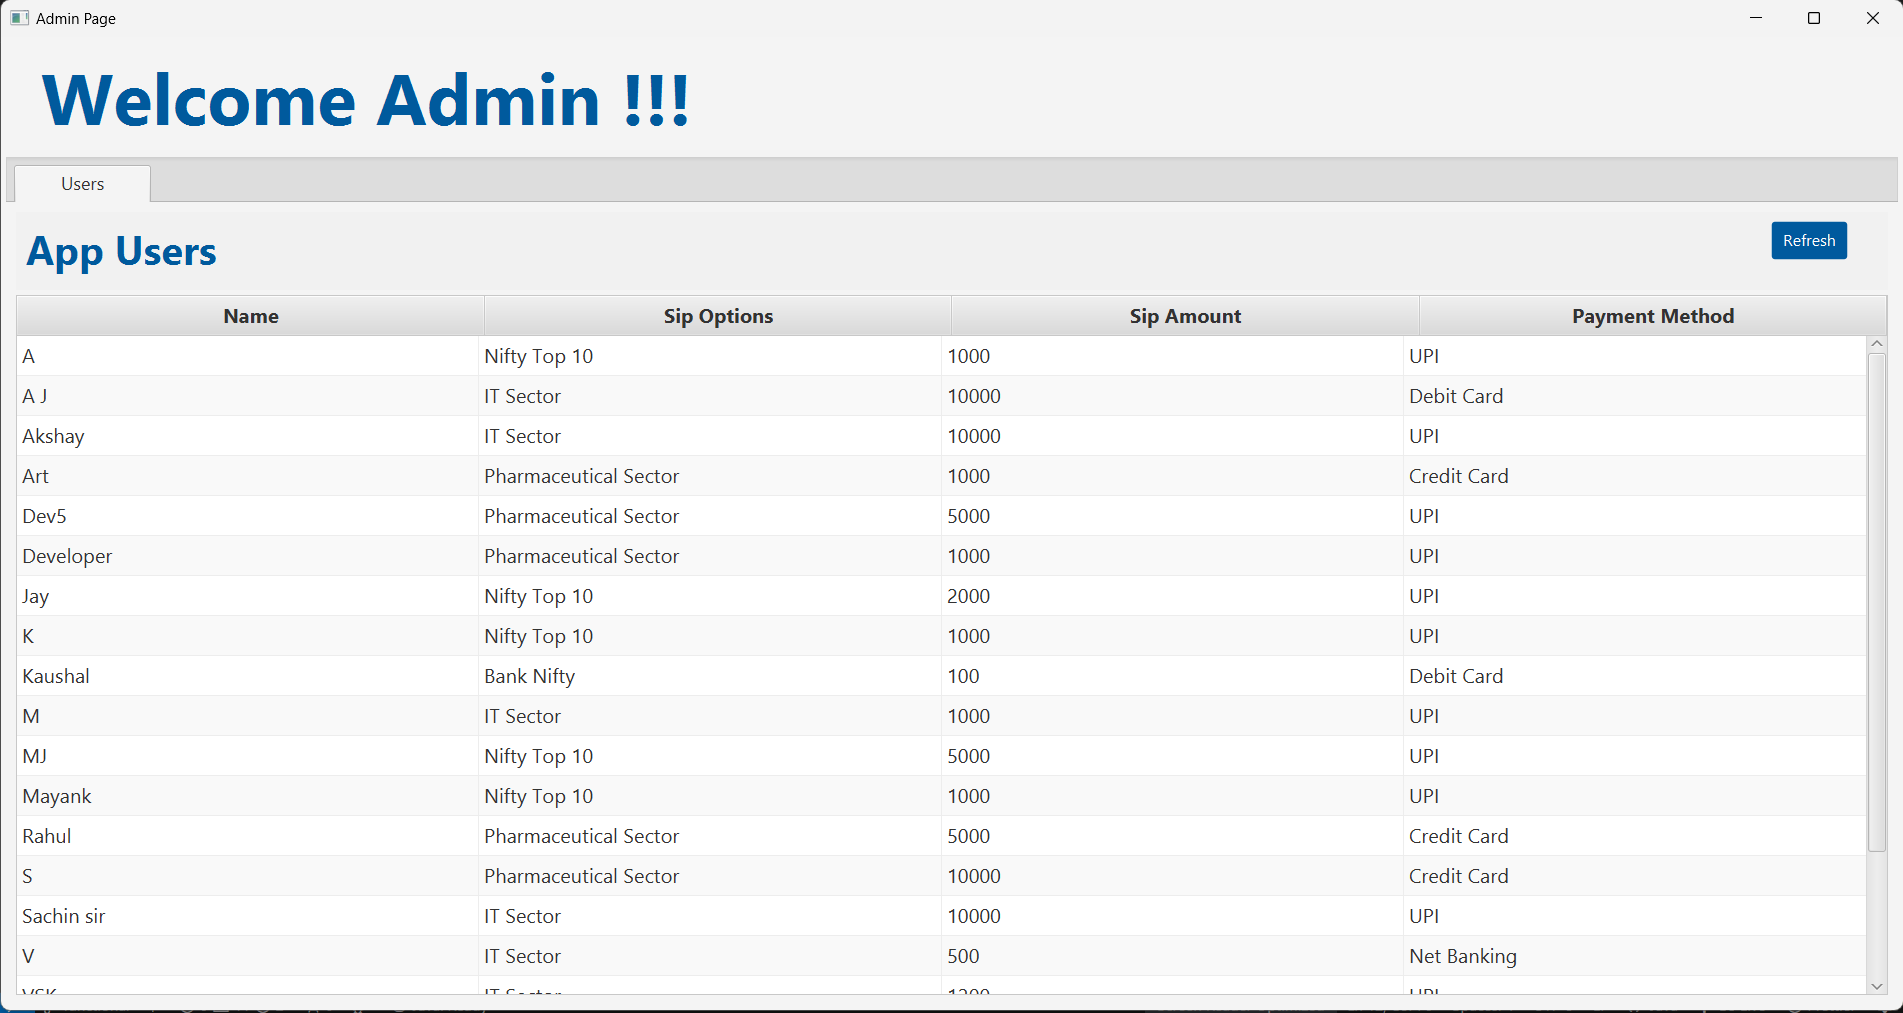 Admin Page
Welcome Admin !!!
Users
App Users
Refresh
Name Sip Options Sip Amount Payment Method
A Nifty Top 10 1000 UPI
A J IT Sector 10000 Debit Card
Akshay IT Sector 10000 UPI
Art Pharmaceutical Sector 1000 Credit Card
Dev5 Pharmaceutical Sector 5000 UPI
Developer Pharmaceutical Sector 1000 UPI
Jay Nifty Top 10 2000 UPI
K Nifty Top 10 1000 UPI
Kaushal Bank Nifty 100 Debit Card
M IT Sector 1000 UPI
MJ Nifty Top 10 5000 UPI
Mayank Nifty Top 10 1000 UPI
Rahul Pharmaceutical Sector 5000 Credit Card
S Pharmaceutical Sector 10000 Credit Card
Sachin sir IT Sector 10000 UPI
V IT Sector 500 Net Banking
VSK IT Sector 1200 UPI